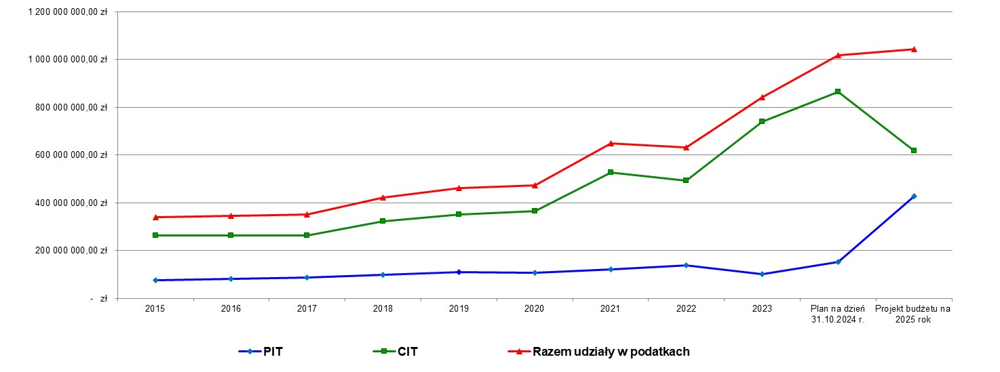 1 200 000 000,00 zł
1 000 000 000,00 zł
800 000 000,00 zł
600 000 000,00 zł
400 000 000,00 zł
200 000 000,00 zł
- zł
2015 2016 2017 2018 2019 2020 2021 2022 2023 Plan na dzień Projekt budżetu na
31.10.2024 r. 2025 rok
PIT CIT Razem udziały w podatkach